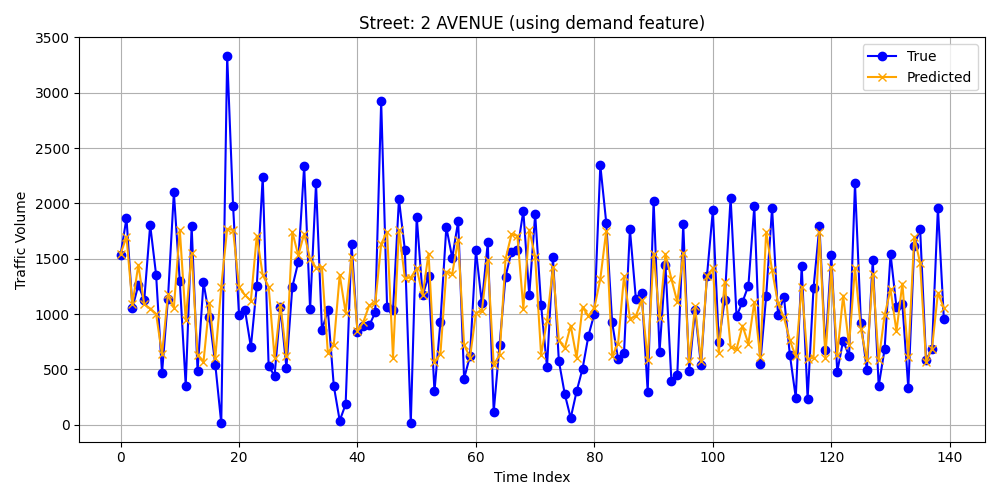 Street: 2 AVENUE (using demand feature)
True
Predicted
Traffic Volume
3500
3000
2500
2000
1500
1000
500
0
0 20 40 60 80 100 120 140
Time Index